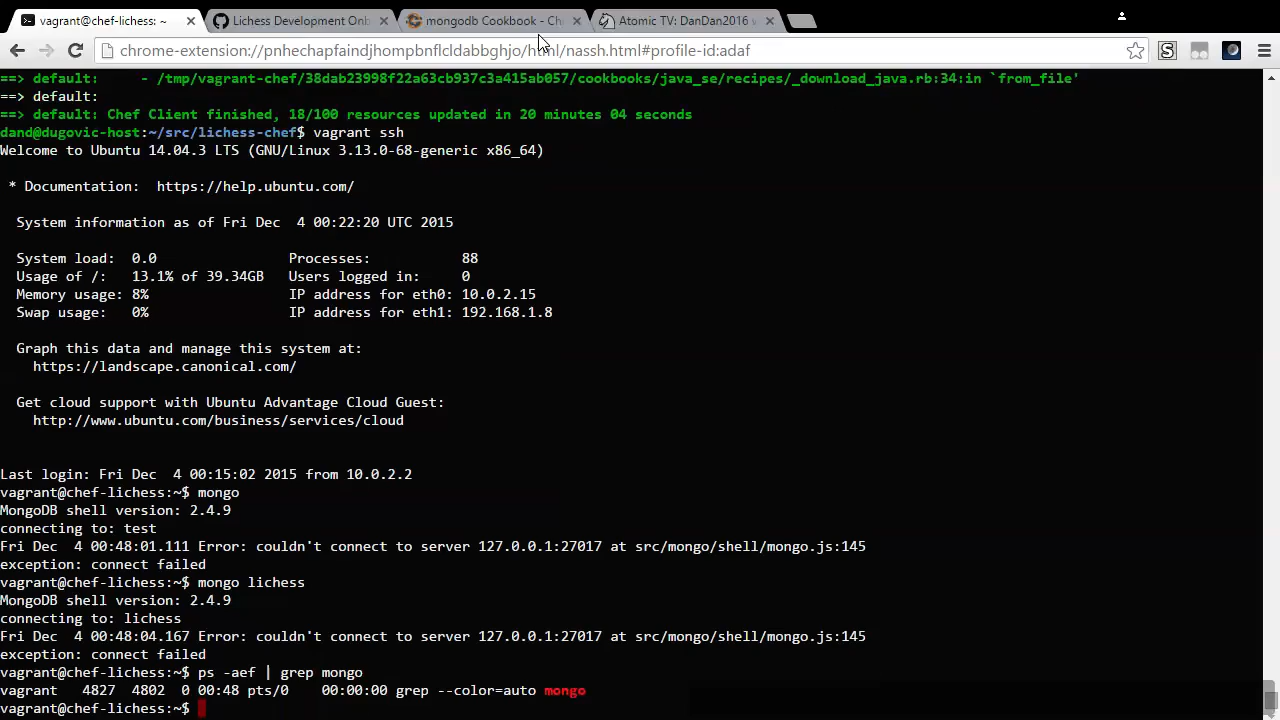 vagrant@chef-lichess: ~
Lichess Development Onb
mongodb Cookbook - Ch
Atomic TV: DanDan2016 v
chrome-extension://pnhechapfaindjhompbnflcldabbghjo/html/nassh.html#profile-id:adaf
==> default:     - /tmp/vagrant-chef/38dab23998f22a63cb937c3a415ab057/cookbooks/java_se/recipes/_download_java.rb:34:in `from_file'
==> default:
==> default: Chef Client finished, 18/100 resources updated in 20 minutes 04 seconds
dand@dugovic-host:~/src/lichess-chef$ vagrant ssh
Welcome to Ubuntu 14.04.3 LTS (GNU/Linux 3.13.0-68-generic x86_64)
* Documentation:  https://help.ubuntu.com/
System information as of Fri Dec  4 00:22:20 UTC 2015
System load:  0.0    Processes:           88
Usage of /:   13.1% of 39.34GB   Users logged in:     0
Memory usage: 8%    IP address for eth0: 10.0.2.15
Swap usage:   0%    IP address for eth1: 192.168.1.8
Graph this data and manage this system at:
https://landscape.canonical.com/
Get cloud support with Ubuntu Advantage Cloud Guest:
http://www.ubuntu.com/business/services/cloud
Last login: Fri Dec  4 00:15:02 2015 from 10.0.2.2
vagrant@chef-lichess:~$ mongo
MongoDB shell version: 2.4.9
connecting to: test
Fri Dec  4 00:48:01.111 Error: couldn't connect to server 127.0.0.1:27017 at src/mongo/shell/mongo.js:145
exception: connect failed
vagrant@chef-lichess:~$ mongo lichess
MongoDB shell version: 2.4.9
connecting to: lichess
Fri Dec  4 00:48:04.167 Error: couldn't connect to server 127.0.0.1:27017 at src/mongo/shell/mongo.js:145
exception: connect failed
vagrant@chef-lichess:~$ ps -aef | grep mongo
vagrant   4827  4802  0 00:48 pts/0    00:00:00 grep --color=auto mongo
vagrant@chef-lichess:~$